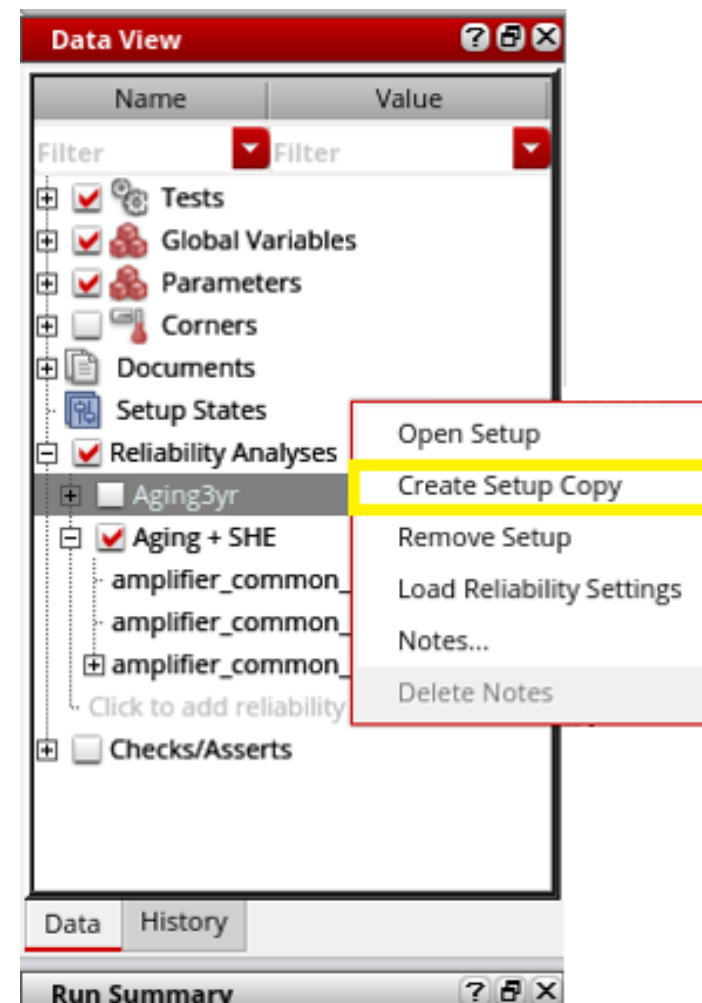 Data View
Name Value
Filter Filter
Tests
Global Variables
Parameters
Corners
Documents
Setup States
Reliability Analyses
Aging3yr
Aging + SHE
amplifier_common_
amplifier_common_
amplifier_common_
Click to add reliability
Checks/Asserts
Open Setup
Create Setup Copy
Remove Setup
Load Reliability Settings
Notes...
Delete Notes
Data History
Run Summary